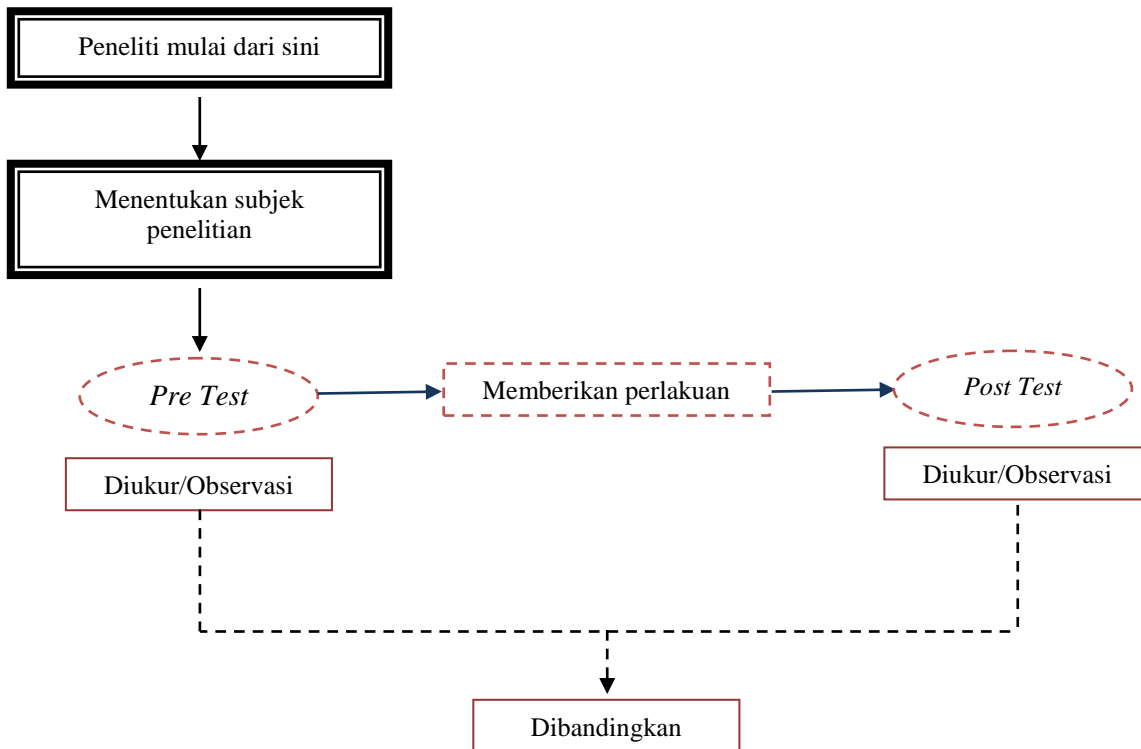 Peneliti mulai dari sini
Menentukan subjek
penelitian
Pre Test
Memberikan perlakuan
Post Test
Diukur/Observasi
Diukur/Observasi
Dibandingkan